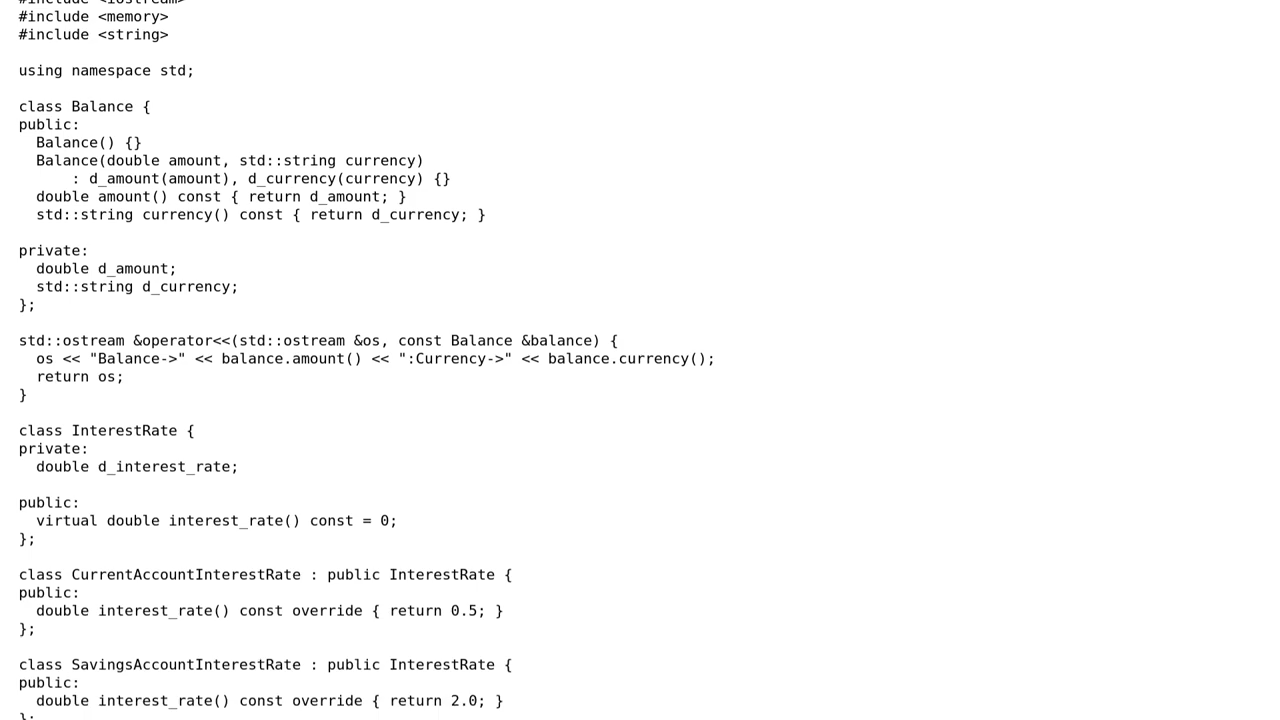 #include <iostream>
#include <memory>
#include <string>

using namespace std;

class Balance {
public:
  Balance() {}
  Balance(double amount, std::string currency)
      : d_amount(amount), d_currency(currency) {}
  double amount() const { return d_amount; }
  std::string currency() const { return d_currency; }

private:
  double d_amount;
  std::string d_currency;
};

std::ostream &operator<<(std::ostream &os, const Balance &balance) {
  os << "Balance->" << balance.amount() << ":Currency->" << balance.currency();
  return os;
}

class InterestRate {
private:
  double d_interest_rate;

public:
  virtual double interest_rate() const = 0;
};

class CurrentAccountInterestRate : public InterestRate {
public:
  double interest_rate() const override { return 0.5; }
};

class SavingsAccountInterestRate : public InterestRate {
public:
  double interest_rate() const override { return 2.0; }
};